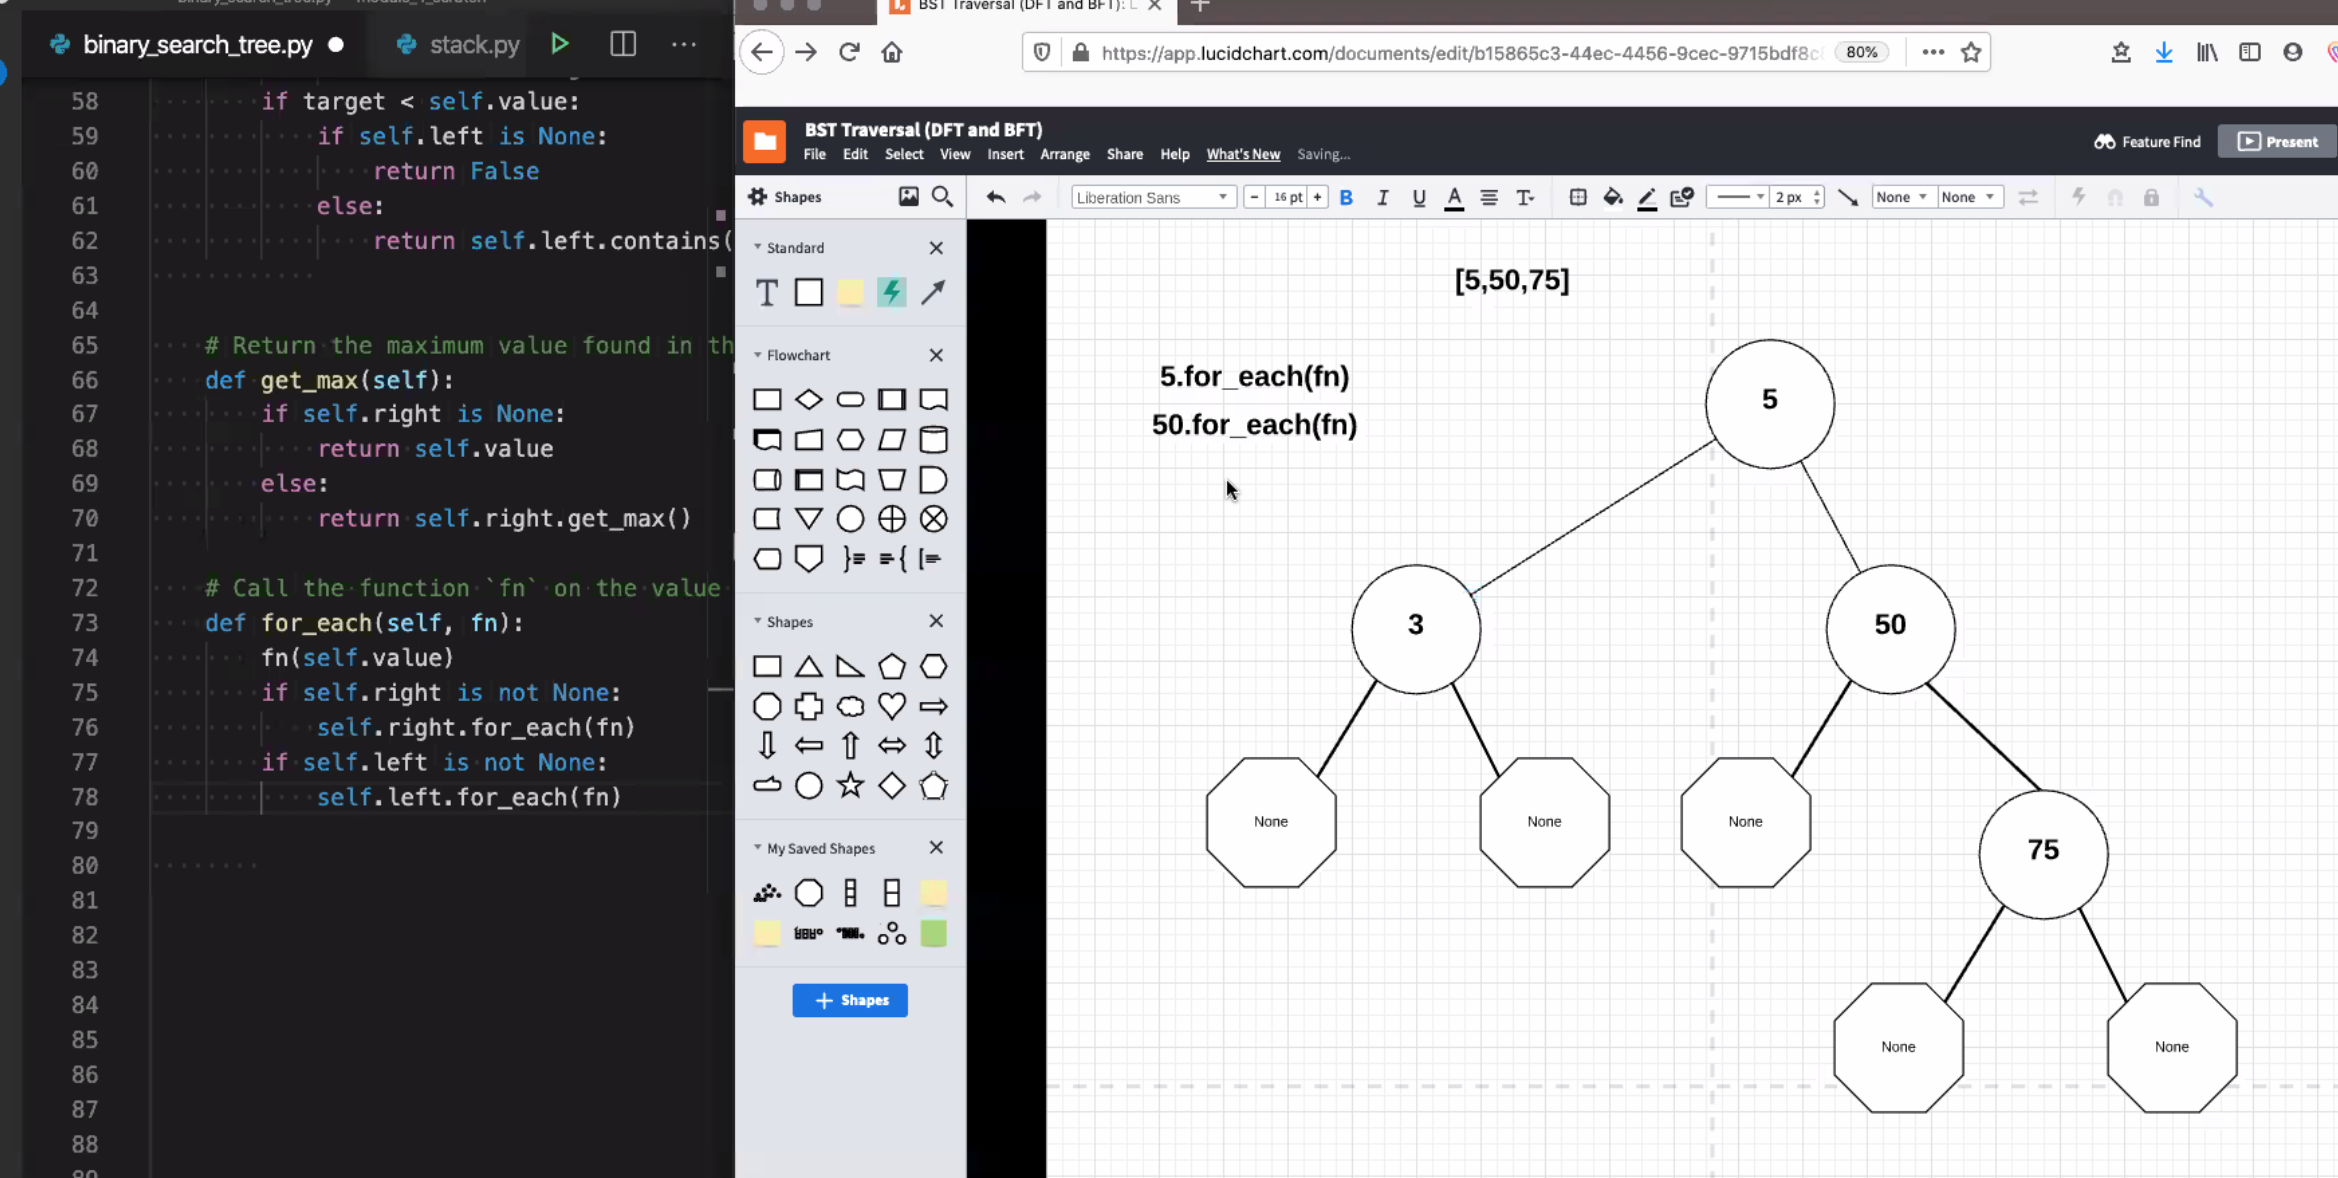 binary_search_tree.py
stack.py
58 if target < self.value:
59 if self.left is None:
60 return False
61 else:
62 return self.left.contains(
63
64
65 # Return the maximum value found in th
66 def get_max(self):
67 if self.right is None:
68 return self.value
69 else:
70 return self.right.get_max()
71
72 # Call the function `fn` on the value
73 def for_each(self, fn):
74 fn(self.value)
75 if self.right is not None:
76 self.right.for_each(fn)
77 if self.left is not None:
78 self.left.for_each(fn)
79
80
81
82
83
84
85
86
87
88
BST Traversal (DFT and BFT):
https://app.lucidchart.com/documents/edit/b15865c3-44ec-4456-9cec-9715bdf8c
80%
BST Traversal (DFT and BFT)
File Edit Select View Insert Arrange Share Help What's New Saving...
Feature Find
Present
Shapes
Liberation Sans
- 16 pt +
B I U A T
2 px
None
None
Standard
T
Flowchart
Shapes
My Saved Shapes
+ Shapes
[5,50,75]
5.for_each(fn)
50.for_each(fn)
5
3
50
None
None
None
75
None
None